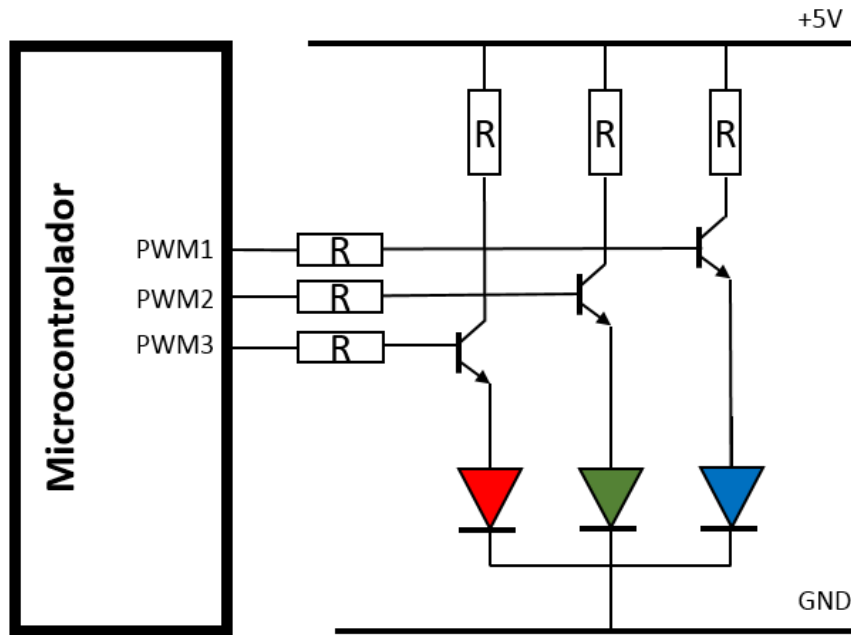 +5V
R
R
R
Microcontrolador
PWM1
R
PWM2
R
PWM3
R
GND